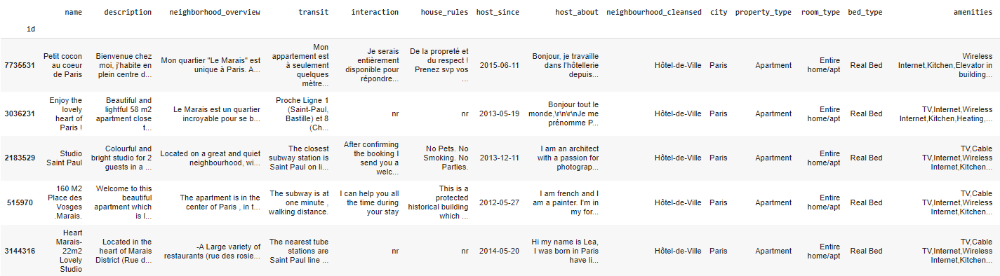 name description neighborhood_overview transit interaction house_rules host_since host_about neighbourhood_cleansed city property_type room_type bed_type amenities
id
7735531 Petit cocon au coeur de Paris Bienvenue chez moi, j'habite en plein centre d... Mon quartier "Le Marais" est unique à Paris. A... Mon appartement est à seulement quelques mètre... Je serais entièrement disponible pour répondre... De la propreté et du respect ! Prenez svp vos ... 2015-06-11 Bonjour, je travaille dans l'hôtellerie depuis... Hôtel-de-Ville Paris Apartment Entire home/apt Real Bed Wireless Internet,Kitchen,Elevator in building...
3036231 Enjoy the lovely heart of Paris ! Beautiful and lightful 58 m2 apartment close t... Le Marais est un quartier incroyable pour se b... Proche Ligne 1 (Saint-Paul, Bastille) et 8 (Ch... nr nr 2013-05-19 Bonjour tout le monde,\r\n\r\nJe me prénomme P... Hôtel-de-Ville Paris Apartment Entire home/apt Real Bed TV,Internet,Wireless Internet,Kitchen,Heating,...
2183529 Studio Saint Paul Colourful and bright studio for 2 guests in a ... Located on a great and quiet neighbourhood, wi... The closest subway station is Saint Paul on li... After confirming the booking I send you a welc... No Pets. No Smoking. No Parties. 2013-12-11 I am an architect with a passion for photograp... Hôtel-de-Ville Paris Apartment Entire home/apt Real Bed TV,Cable TV,Internet,Wireless Internet,Kitchen...
515970 160 M2 Place des Vosges .Marais. Welcome to this beautiful apartment which is l... The apartment is in the center of Paris , in t... The subway is at one minute , walking distance. I can help you all the time during your stay This is a protected historical building which ... 2012-05-27 I am french and I am a painter. I'm in my for... Hôtel-de-Ville Paris Apartment Entire home/apt Real Bed TV,Cable TV,Internet,Wireless Internet,Kitchen...
3144316 Heart Marais-22m2 Lovely Studio Located in the heart of Marais District (Rue d... -A Large variety of restaurants (rue des rosie... The nearest tube stations are Saint Paul line ... nr nr 2014-05-20 Hi my name is Lea, I was born in Paris have li... Hôtel-de-Ville Paris Apartment Entire home/apt Real Bed TV,Cable TV,Internet,Wireless Internet,Kitchen...